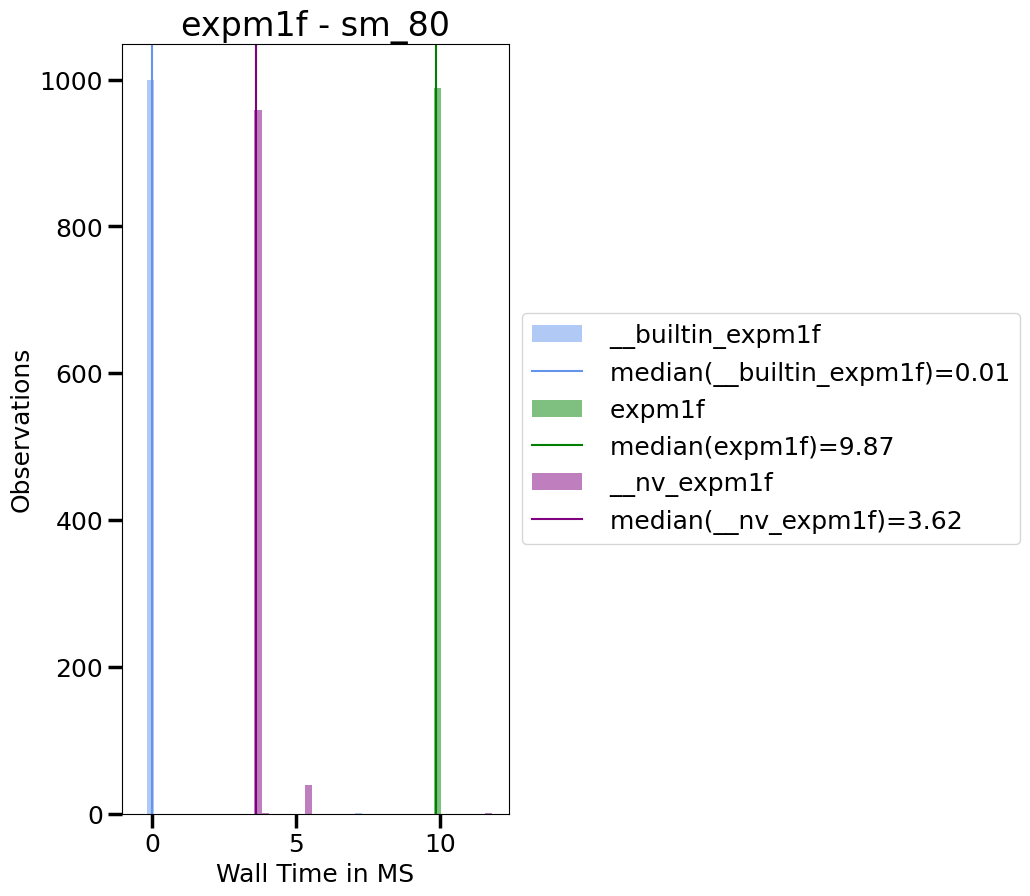 expm1f - sm_80
1000
800
600
400
200
0
Observations
0 5 10
Wall Time in MS
__builtin_expm1f
median(__builtin_expm1f)=0.01
expm1f
median(expm1f)=9.87
__nv_expm1f
median(__nv_expm1f)=3.62